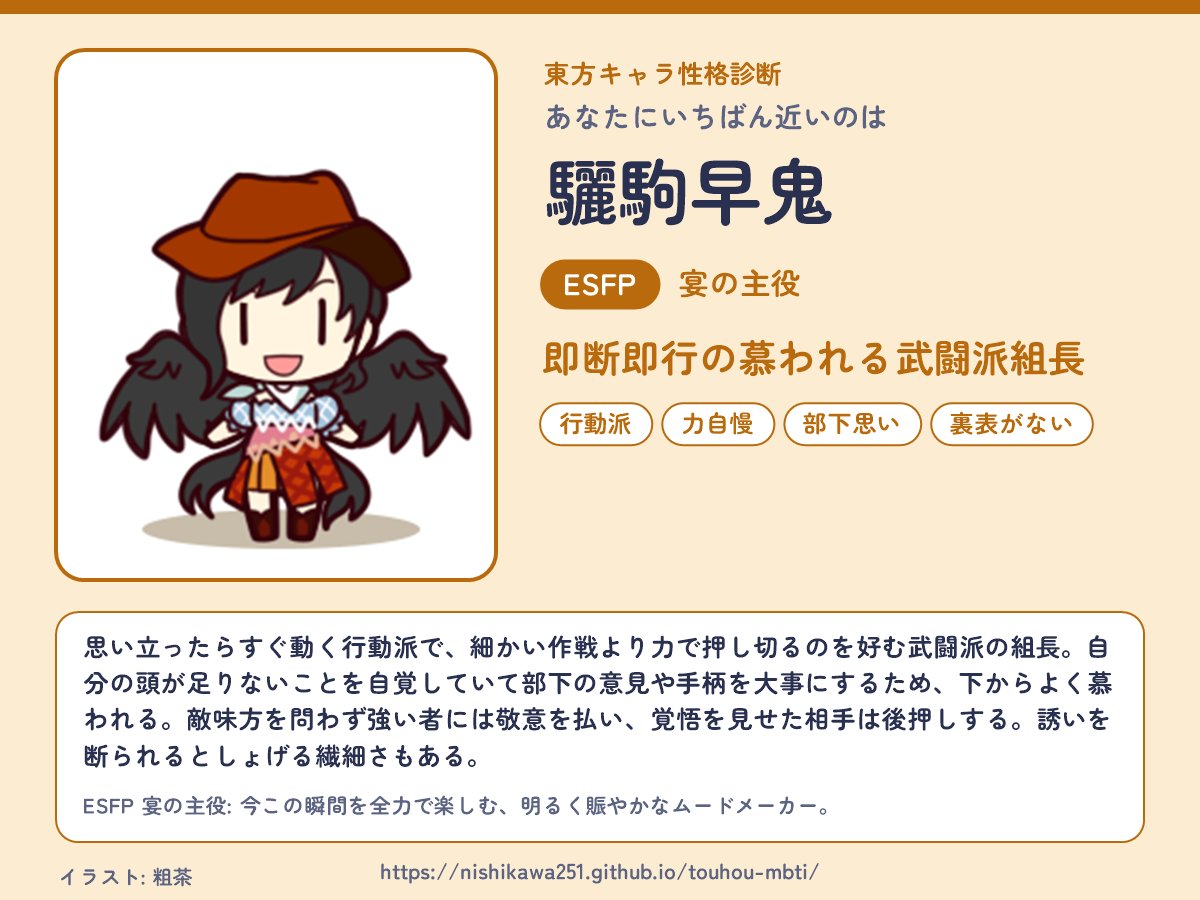 東方キャラ性格診断
あなたにいちばん近いのは
驪駒早鬼
ESFP 宴の主役
即断即行の慕われる武闘派組長
行動派 力自慢 部下思い 裏表がない
思い立ったらすぐ動く行動派で、細かい作戦より力で押し切るのを好む武闘派の組長。自
分の頭が足りないことを自覚していて部下の意見や手柄を大事にするため、下からよく慕
われる。敵味方を問わず強い者には敬意を払い、覚悟を見せた相手は後押しする。誘いを
断られるとしょげる繊細さもある。
ESFP 宴の主役: 今この瞬間を全力で楽しむ、明るく賑やかなムードメーカー。
イラスト: 粗茶
https://nishikawa251.github.io/touhou-mbti/